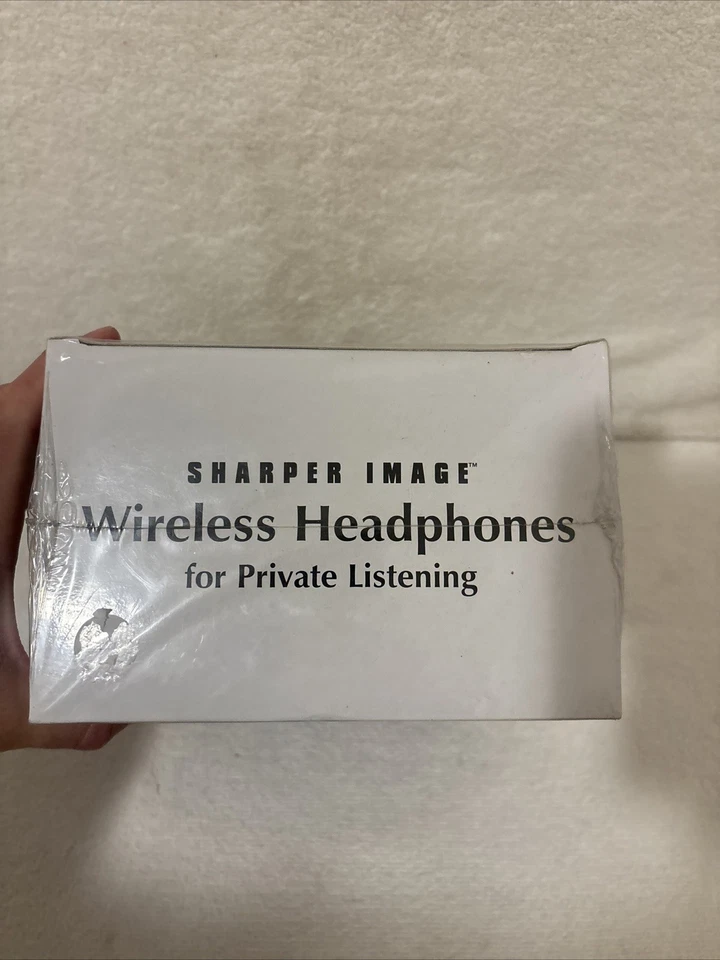 SHARPER IMAGE™
Wireless Headphones
for Private Listening